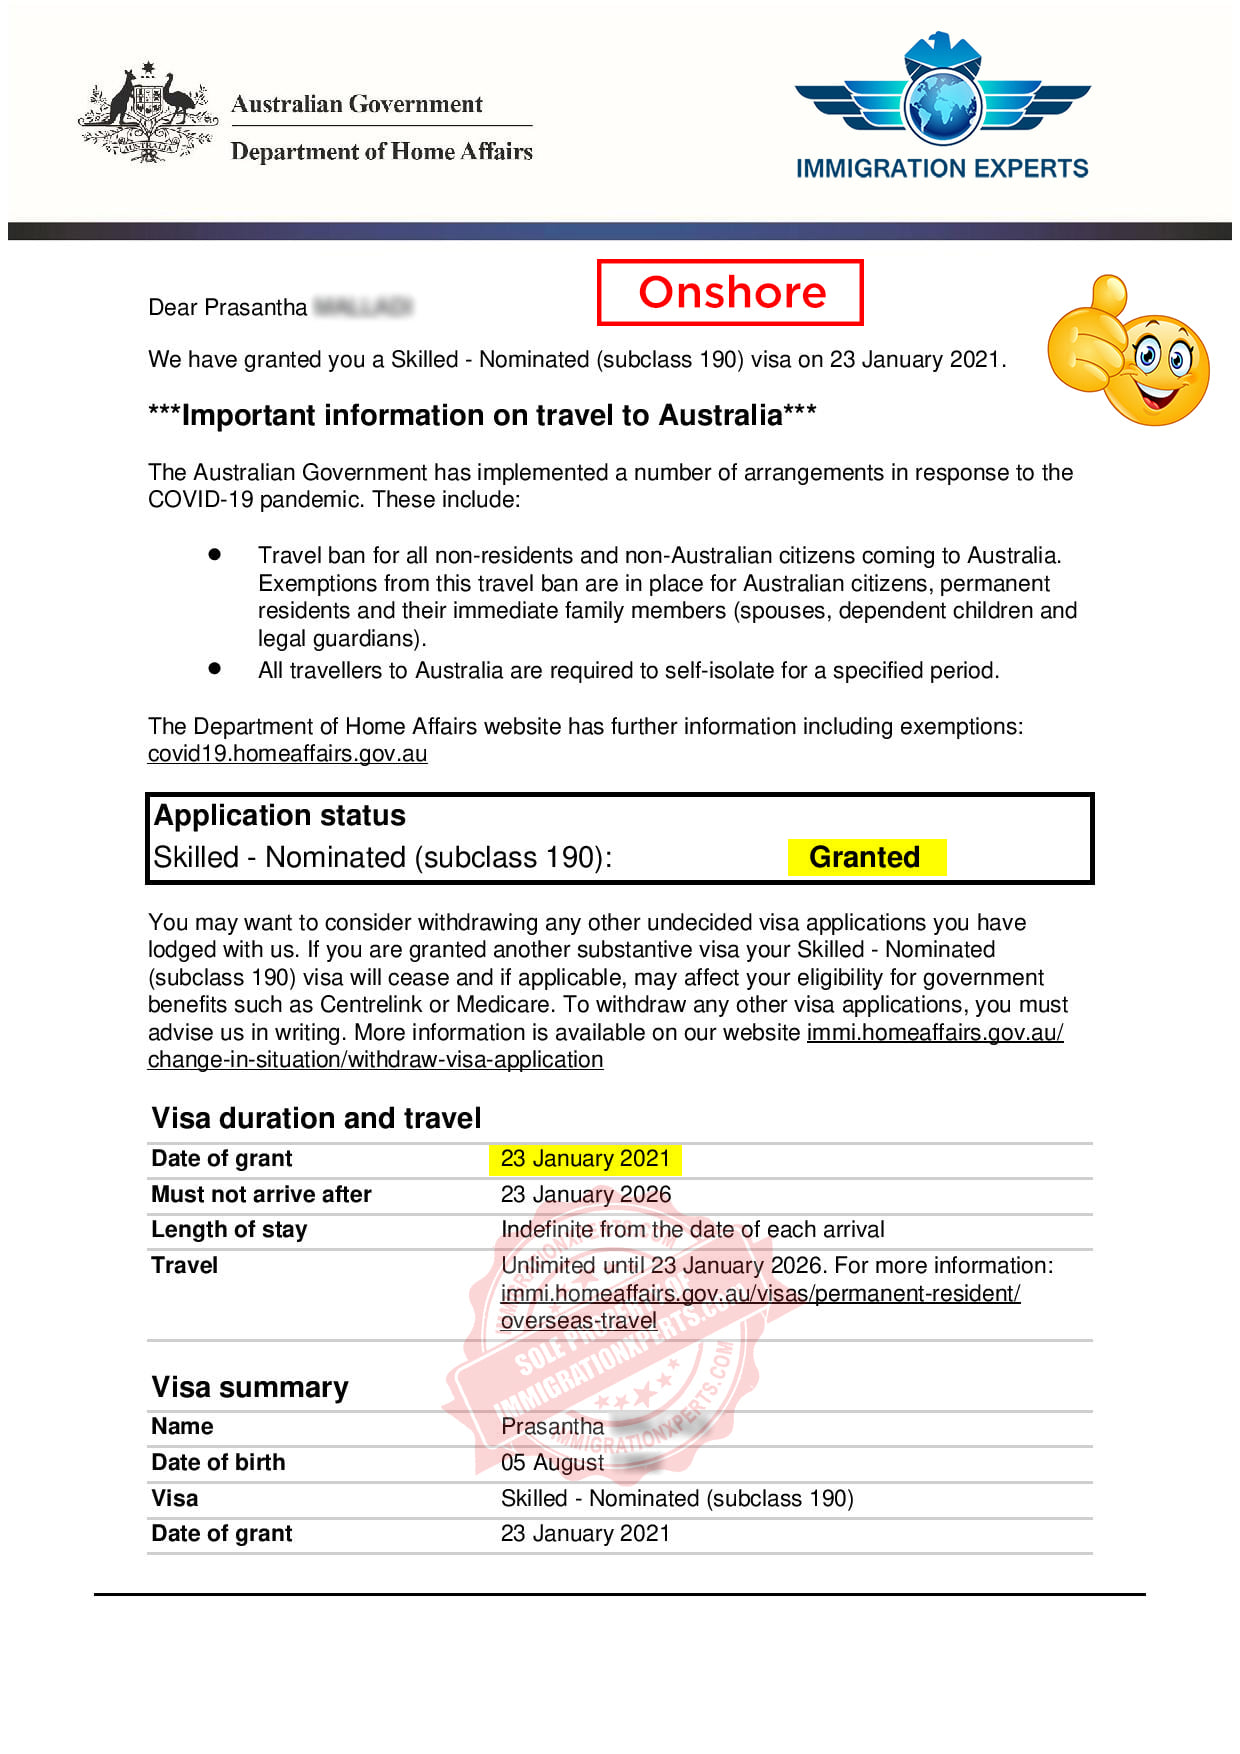 Australian Government
Department of Home Affairs
IMMIGRATION EXPERTS
Onshore
Dear Prasantha
We have granted you a Skilled - Nominated (subclass 190) visa on 23 January 2021.
***Important information on travel to Australia***
The Australian Government has implemented a number of arrangements in response to the
COVID-19 pandemic. These include:
● Travel ban for all non-residents and non-Australian citizens coming to Australia.
Exemptions from this travel ban are in place for Australian citizens, permanent
residents and their immediate family members (spouses, dependent children and
legal guardians).
● All travellers to Australia are required to self-isolate for a specified period.
The Department of Home Affairs website has further information including exemptions:
covid19.homeaffairs.gov.au
Application status
Skilled - Nominated (subclass 190): Granted
You may want to consider withdrawing any other undecided visa applications you have
lodged with us. If you are granted another substantive visa your Skilled - Nominated
(subclass 190) visa will cease and if applicable, may affect your eligibility for government
benefits such as Centrelink or Medicare. To withdraw any other visa applications, you must
advise us in writing. More information is available on our website immi.homeaffairs.gov.au/
change-in-situation/withdraw-visa-application
Visa duration and travel
Date of grant 23 January 2021
Must not arrive after 23 January 2026
Length of stay Indefinite from the date of each arrival
Travel Unlimited until 23 January 2026. For more information:
immi.homeaffairs.gov.au/visas/permanent-resident/
overseas-travel
IMMIGRATIONXPERTS.COM
SOLE PROPERTY OF
IMMIGRATIONXPERTS.COM
IMMIGRATIONXPERTS.COM
Visa summary
Name Prasantha
Date of birth 05 August
Visa Skilled - Nominated (subclass 190)
Date of grant 23 January 2021